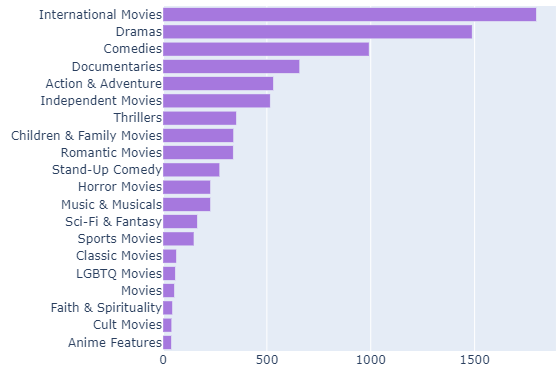 International Movies
Dramas
Comedies
Documentaries
Action & Adventure
Independent Movies
Thrillers
Children & Family Movies
Romantic Movies
Stand-Up Comedy
Horror Movies
Music & Musicals
Sci-Fi & Fantasy
Sports Movies
Classic Movies
LGBTQ Movies
Movies
Faith & Spirituality
Cult Movies
Anime Features
0 500 1000 1500